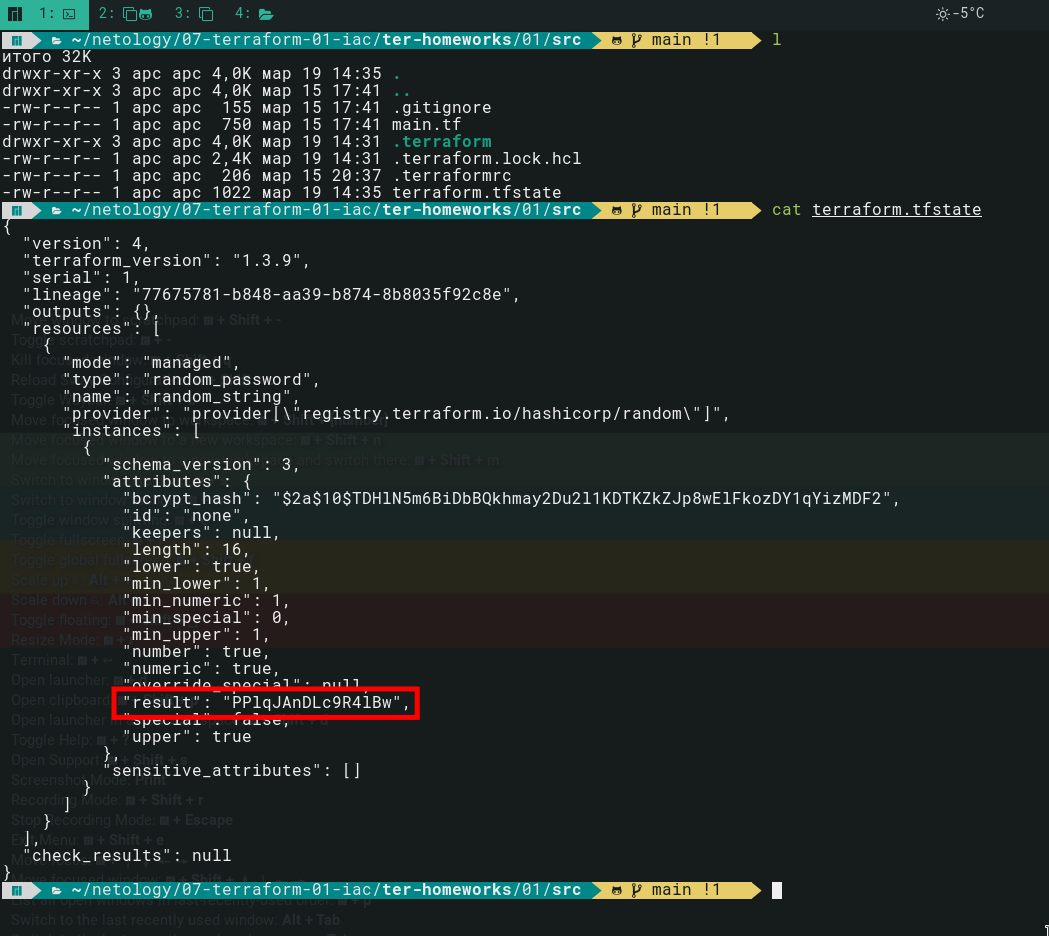 1: 2: 3: 4: -5°C
~/netology/07-terraform-01-iac/ter-homeworks/01/src main !1 l
итого 32K
drwxr-xr-x 3 apc apc 4,0K мар 19 14:35 .
drwxr-xr-x 3 apc apc 4,0K мар 15 17:41 ..
-rw-r--r-- 1 apc apc 155 мар 15 17:41 .gitignore
-rw-r--r-- 1 apc apc 750 мар 15 17:41 main.tf
drwxr-xr-x 3 apc apc 4,0K мар 19 14:31 .terraform
-rw-r--r-- 1 apc apc 2,4K мар 19 14:31 .terraform.lock.hcl
-rw-r--r-- 1 apc apc 206 мар 15 20:37 .terraformrc
-rw-r--r-- 1 apc apc 1022 мар 19 14:35 terraform.tfstate
~/netology/07-terraform-01-iac/ter-homeworks/01/src main !1 cat terraform.tfstate
{
"version": 4,
"terraform_version": "1.3.9",
"serial": 1,
"lineage": "77675781-b848-aa39-b874-8b8035f92c8e",
"outputs": {},
"resources": [
{
"mode": "managed",
"type": "random_password",
"name": "random_string",
"provider": "provider[\"registry.terraform.io/hashicorp/random\"]",
"instances": [
{
"schema_version": 3,
"attributes": {
"bcrypt_hash": "$2a$10$TDHlN5m6BiDbBQkhmay2Du2l1KDTKZkZJp8wElFkozDY1qYizMDF2",
"id": "none",
"keepers": null,
"length": 16,
"lower": true,
"min_lower": 1,
"min_numeric": 1,
"min_special": 0,
"min_upper": 1,
"number": true,
"numeric": true,
"override_special": null,
"result": "PPlqJAnDLc9R4lBw",
"special": false,
"upper": true
},
"sensitive_attributes": []
}
]
}
],
"check_results": null
}
~/netology/07-terraform-01-iac/ter-homeworks/01/src main !1